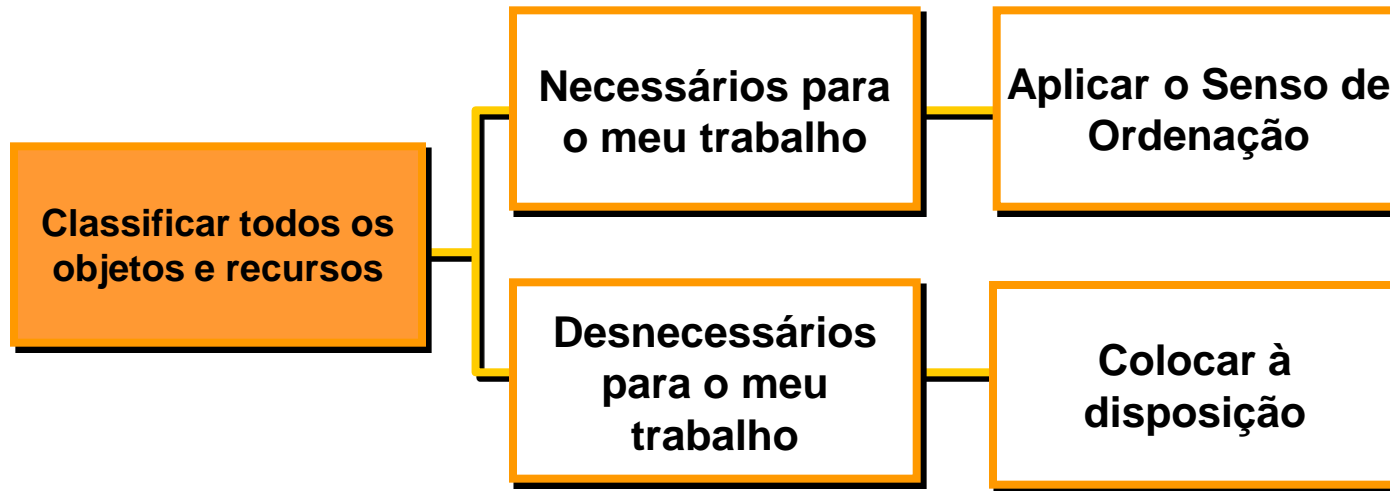 Classificar todos os
objetos e recursos
Necessários para
o meu trabalho
Aplicar o Senso de
Ordenação
Desnecessários
para o meu
trabalho
Colocar à
disposição